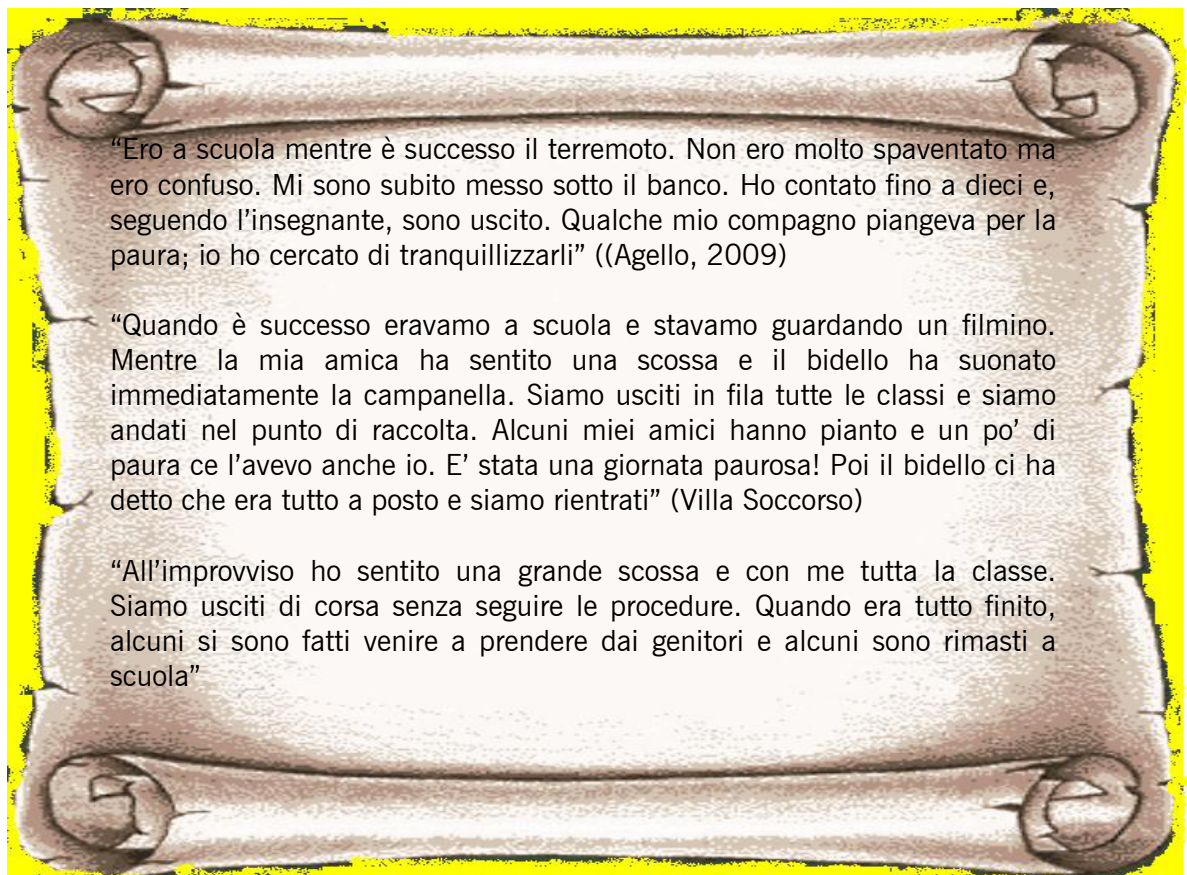 “Ero a scuola mentre è successo il terremoto. Non ero molto spaventato ma
ero confuso. Mi sono subito messo sotto il banco. Ho contato fino a dieci e,
seguendo l’insegnante, sono uscito. Qualche mio compagno piangeva per la
paura; io ho cercato di tranquillizzarli” ((Agello, 2009)
“Quando è successo eravamo a scuola e stavamo guardando un filmino.
Mentre la mia amica ha sentito una scossa e il bidello ha suonato
immediatamente la campanella. Siamo usciti in fila tutte le classi e siamo
andati nel punto di raccolta. Alcuni miei amici hanno pianto e un po’ di
paura ce l’avevo anche io. E’ stata una giornata paurosa! Poi il bidello ci ha
detto che era tutto a posto e siamo rientrati” (Villa Soccorso)
“All’improvviso ho sentito una grande scossa e con me tutta la classe.
Siamo usciti di corsa senza seguire le procedure. Quando era tutto finito,
alcuni si sono fatti venire a prendere dai genitori e alcuni sono rimasti a
scuola”